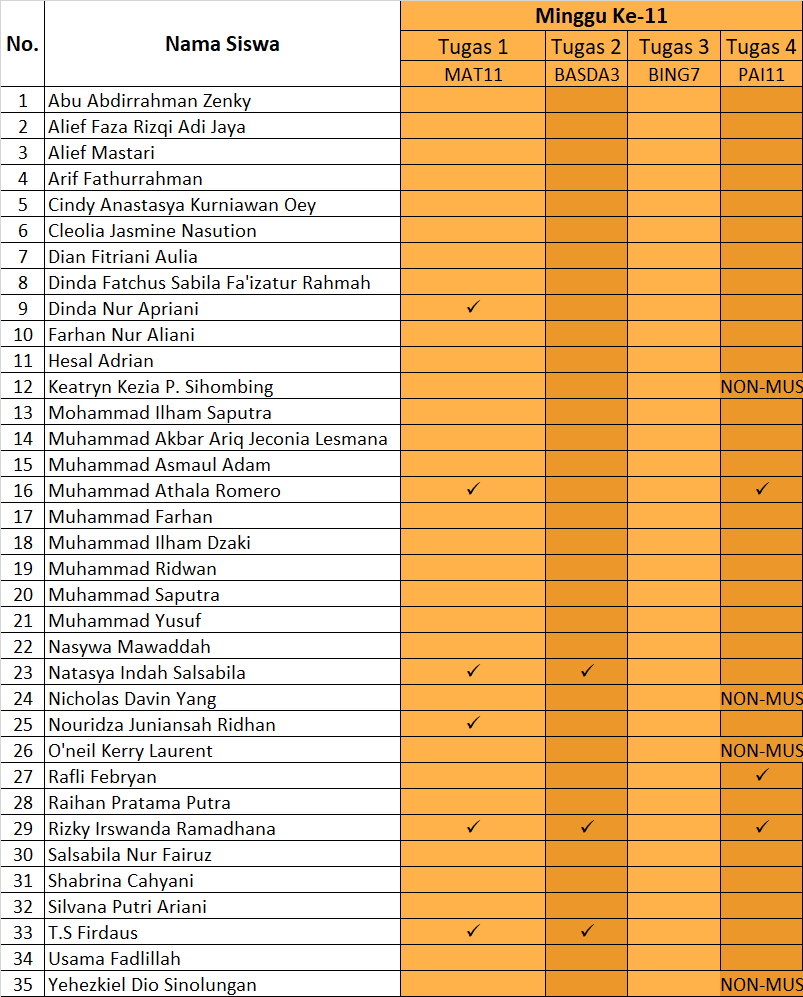 Minggu Ke-11
No. Nama Siswa Tugas 1 Tugas 2 Tugas 3 Tugas 4
MAT11 BASDA3 BING7 PAI11
1 Abu Abdirrahman Zenky
2 Alief Faza Rizqi Adi Jaya
3 Alief Mastari
4 Arif Fathurrahman
5 Cindy Anastasya Kurniawan Oey
6 Cleolia Jasmine Nasution
7 Dian Fitriani Aulia
8 Dinda Fatchus Sabila Fa'izatur Rahmah
9 Dinda Nur Apriani ✓
10 Farhan Nur Aliani
11 Hesal Adrian
12 Keatryn Kezia P. Sihombing NON-MUS
13 Mohammad Ilham Saputra
14 Muhammad Akbar Ariq Jeconia Lesmana
15 Muhammad Asmaul Adam
16 Muhammad Athala Romero ✓ ✓
17 Muhammad Farhan
18 Muhammad Ilham Dzaki
19 Muhammad Ridwan
20 Muhammad Saputra
21 Muhammad Yusuf
22 Nasywa Mawaddah
23 Natasya Indah Salsabila ✓ ✓
24 Nicholas Davin Yang NON-MUS
25 Nouridza Juniansah Ridhan ✓
26 O'neil Kerry Laurent NON-MUS
27 Rafli Febryan ✓
28 Raihan Pratama Putra
29 Rizky Irswanda Ramadhana ✓ ✓ ✓
30 Salsabila Nur Fairuz
31 Shabrina Cahyani
32 Silvana Putri Ariani
33 T.S Firdaus ✓ ✓
34 Usama Fadlillah
35 Yehezkiel Dio Sinolungan NON-MUS